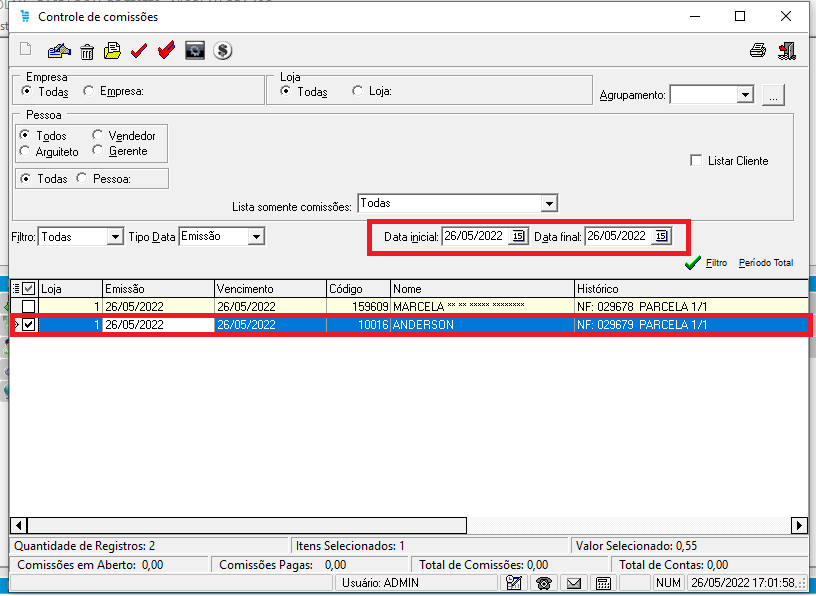 Controle de comissões
Empresa
Todas Empresa:
Loja
Todas Loja:
Agrupamento:
...
Pessoa
Todos Vendedor
Arquiteto Gerente
Todas Pessoa:
Listar Cliente
Lista somente comissões: Todas
Filtro: Todas Tipo Data Emissão Data inicial: 26/05/2022 15 Data final: 26/05/2022 15
Filtro Período Total
Loja Emissão Vencimento Código Nome Histórico
1 26/05/2022 26/05/2022 159609 MARCELA ** ** ***** ******** NF: 029678 PARCELA 1/1
1 26/05/2022 26/05/2022 10016 ANDERSON NF: 029679 PARCELA 1/1
Quantidade de Registros: 2 Itens Selecionados: 1 Valor Selecionado: 0,55
Comissões em Aberto: 0,00 Comissões Pagas: 0,00 Total de Comissões: 0,00 Total de Contas: 0,00
Usuário: ADMIN NUM 26/05/2022 17:01:58